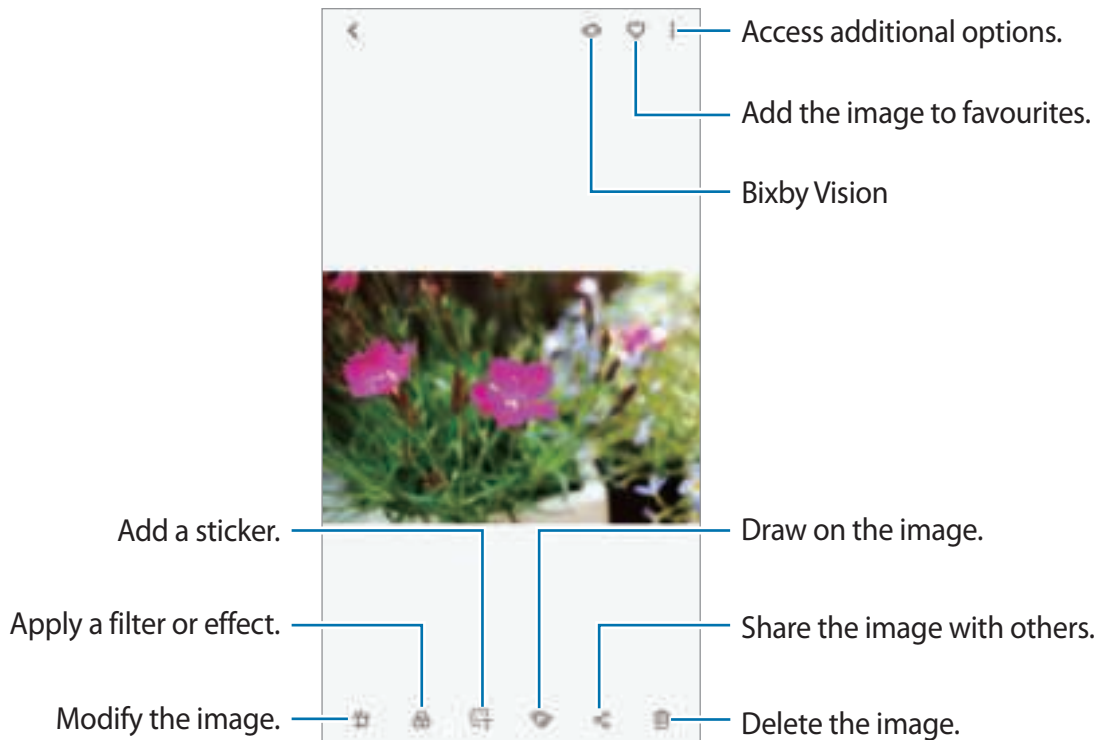 Access additional options.
Add the image to favourites.
Bixby Vision
Add a sticker.
Draw on the image.
Apply a filter or effect.
Share the image with others.
Modify the image.
Delete the image.